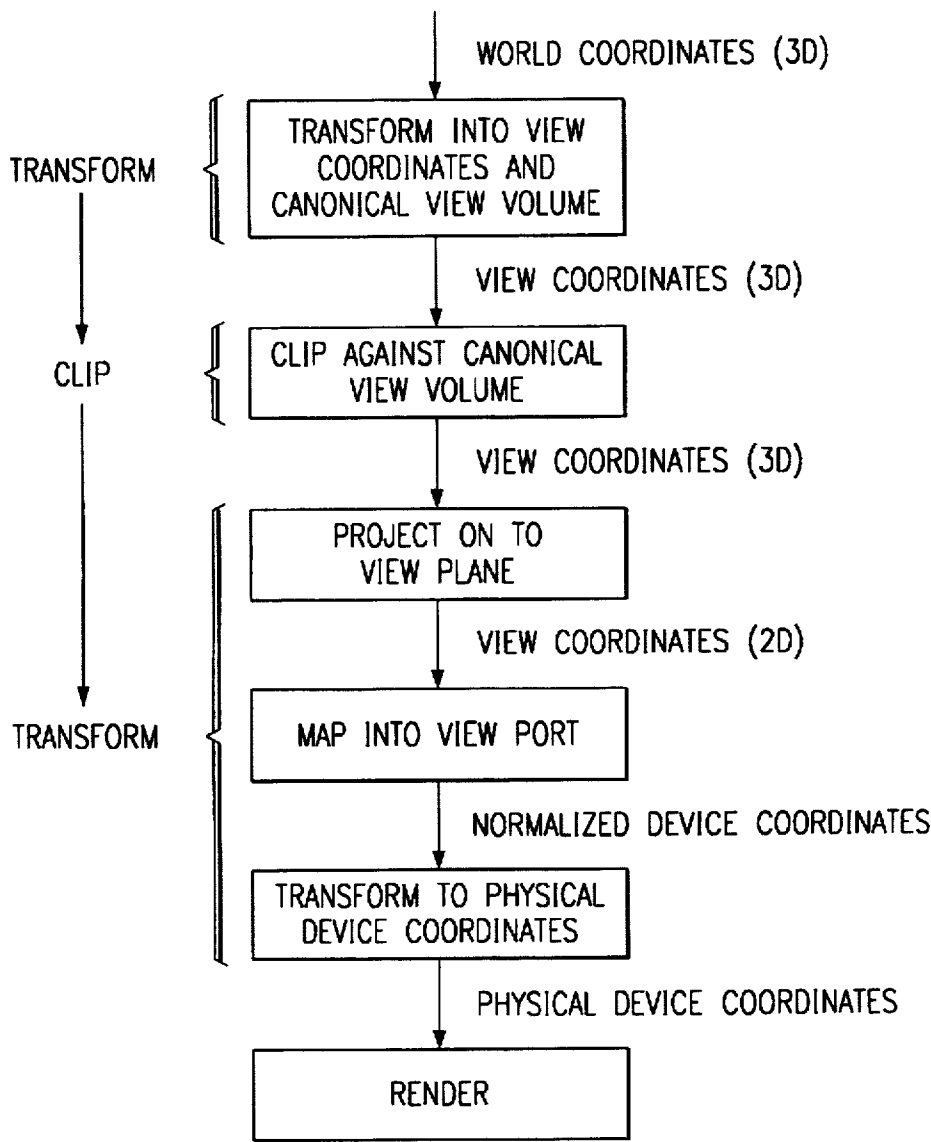 WORLD COORDINATES (3D)
TRANSFORM INTO VIEW
COORDINATES AND
CANONICAL VIEW VOLUME
TRANSFORM
VIEW COORDINATES (3D)
CLIP AGAINST CANONICAL
VIEW VOLUME
CLIP
VIEW COORDINATES (3D)
PROJECT ON TO
VIEW PLANE
VIEW COORDINATES (2D)
TRANSFORM
MAP INTO VIEW PORT
NORMALIZED DEVICE COORDINATES
TRANSFORM TO PHYSICAL
DEVICE COORDINATES
PHYSICAL DEVICE COORDINATES
RENDER